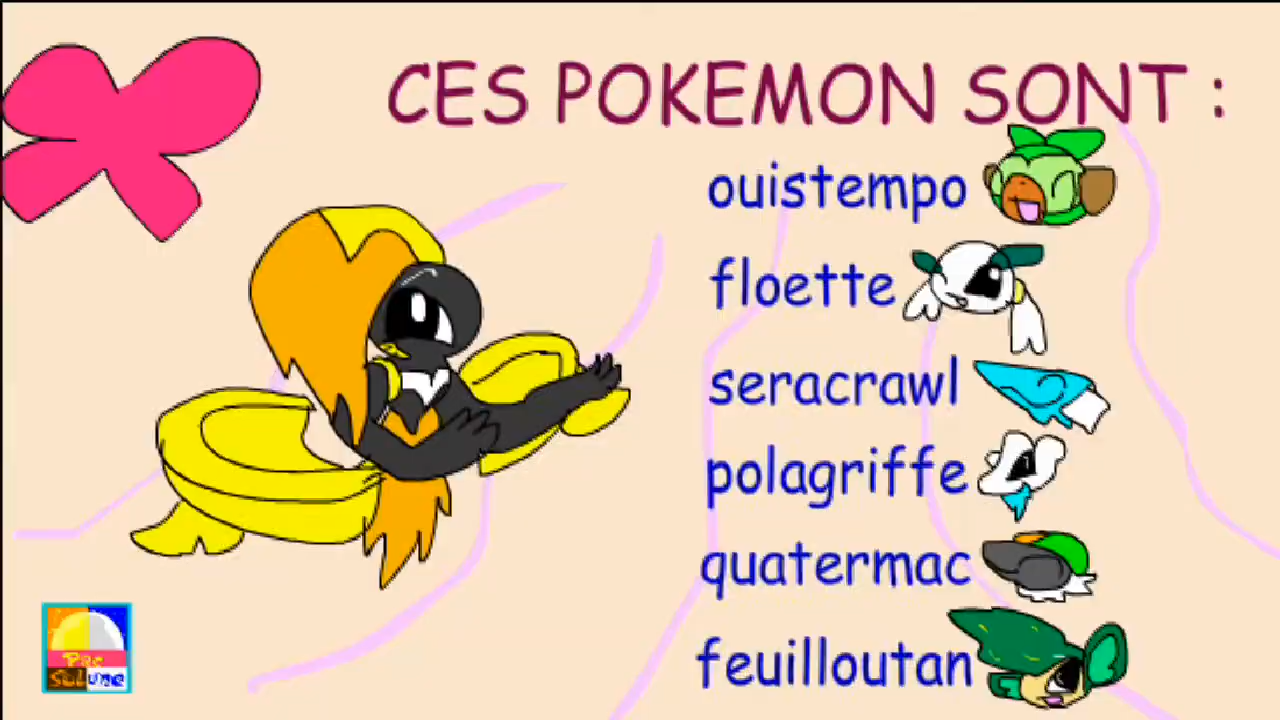 CES POKEMON SONT :
ouistempo
floette
seracrawl
polagriffe
quatermac
feuilloutan